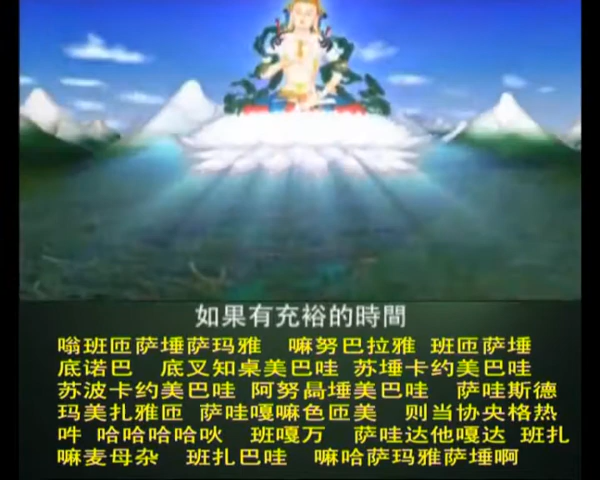 如果有充裕的時間
嗡班匝萨埵萨玛雅 嘛努巴拉雅 班匝萨埵
底诺巴 底叉知桌美巴哇 苏埵卡约美巴哇
苏波卡约美巴哇 阿努晑埵美巴哇 萨哇斯德
玛美扎雅匝 萨哇嘎嘛色匝美 则当协央格热
吽 哈哈哈哈吙 班嘎万 萨哇达他嘎达 班扎
嘛麦母杂 班扎巴哇 嘛哈萨玛雅萨埵啊